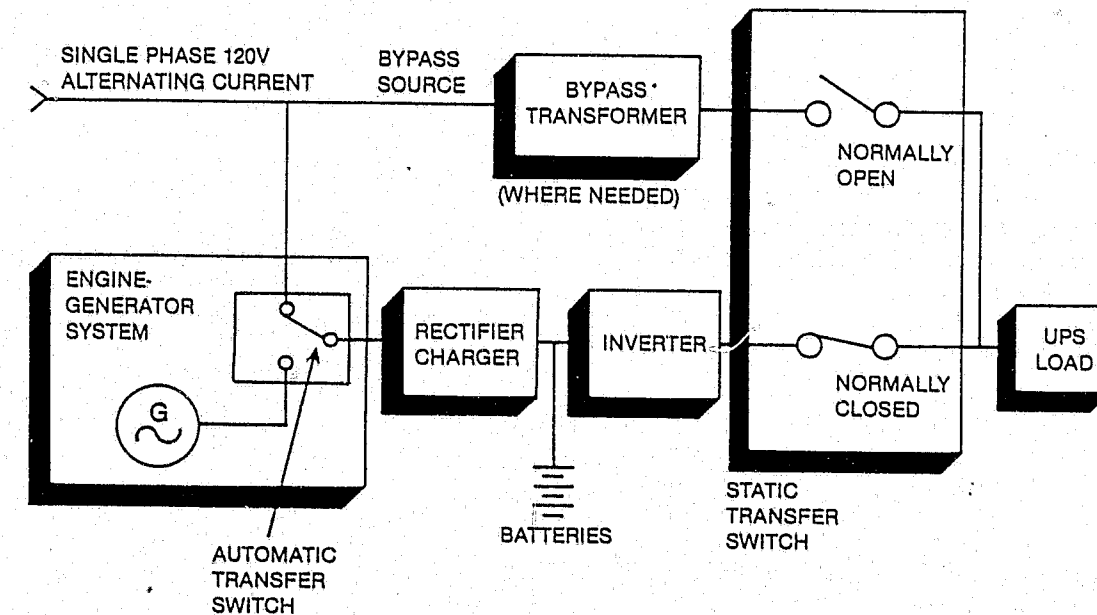 SINGLE PHASE 120V
ALTERNATING CURRENT
BYPASS
SOURCE
BYPASS
TRANSFORMER
(WHERE NEEDED)
NORMALLY
OPEN
ENGINE-
GENERATOR
SYSTEM
G
RECTIFIER
CHARGER
INVERTER
NORMALLY
CLOSED
UPS
LOAD
BATTERIES
STATIC
TRANSFER
SWITCH
AUTOMATIC
TRANSFER
SWITCH